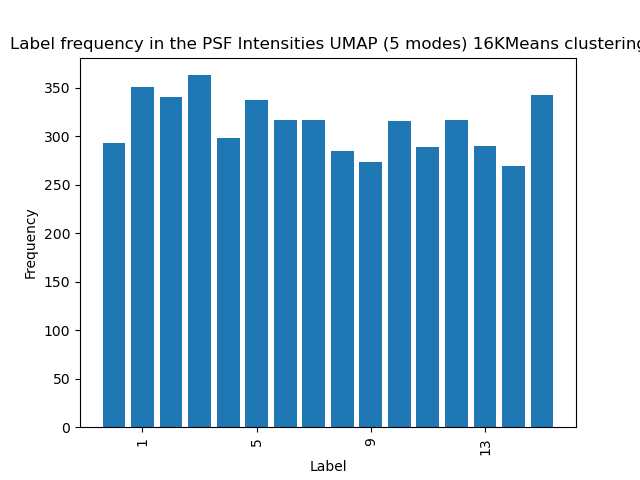 Label frequency in the PSF Intensities UMAP (5 modes) 16KMeans clustering
350
300
250
200
150
100
50
0
Frequency
1 5 9 13
Label